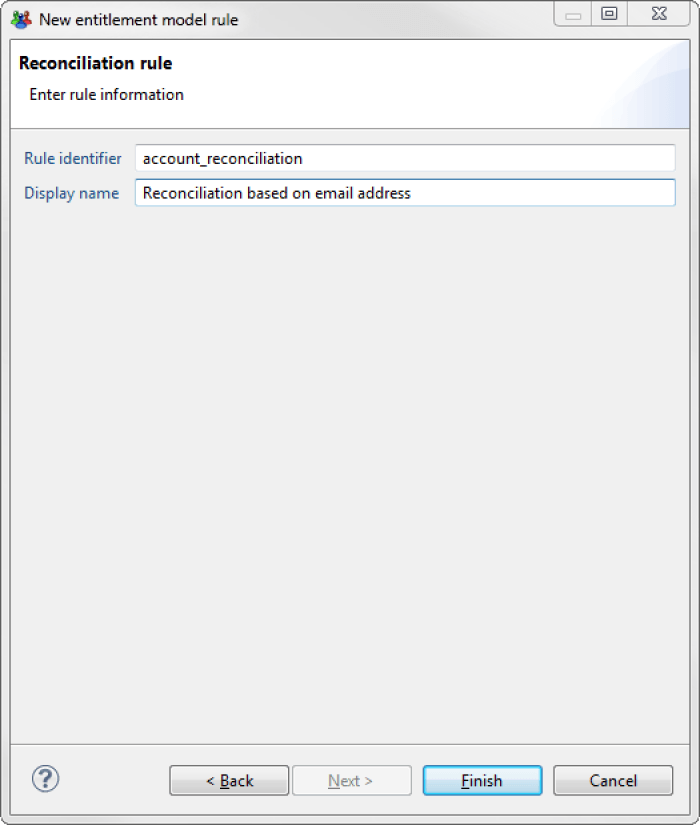 New entitlement model rule
Reconciliation rule
Enter rule information
Rule identifier account_reconciliation
Display name Reconciliation based on email address
? < Back Next > Finish Cancel